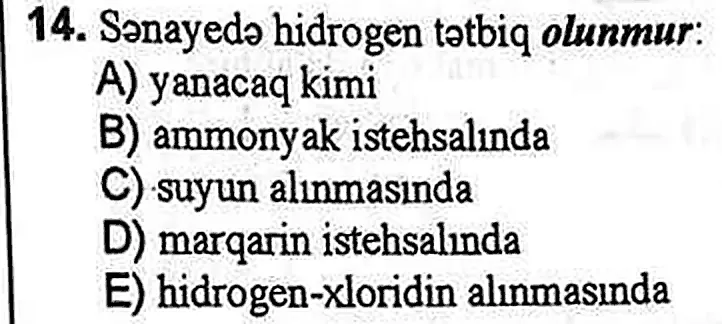 14. Sənayedə hidrogen tətbiq olunmur:
A) yanacaq kimi
B) ammonyak istehsalında
C) suyun alınmasında
D) marqarin istehsalında
E) hidrogen-xloridin alınmasında